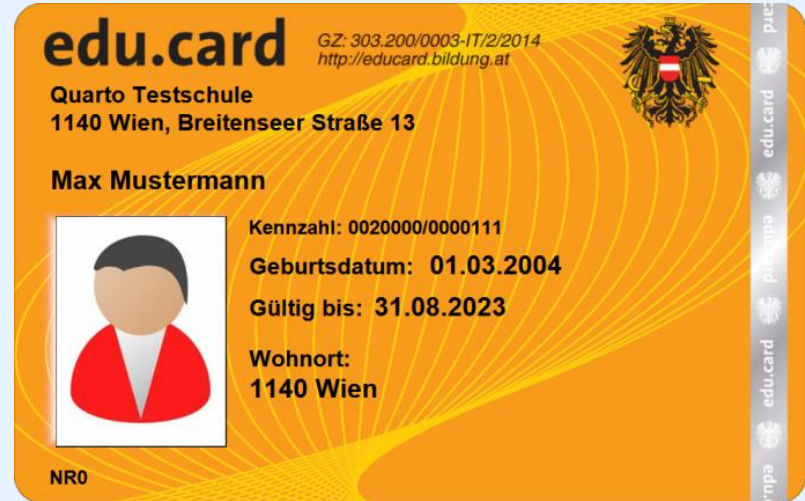 edu.card
GZ: 303.200/0003-IT/2/2014
http://educard.bildung.at
Quarto Testschule
1140 Wien, Breitenseer Straße 13
Max Mustermann
Kennzahl: 0020000/0000111
Geburtsdatum: 01.03.2004
Gültig bis: 31.08.2023
Wohnort:
1140 Wien
NR0
card
edu.card
edu.card
edu.card
edu.